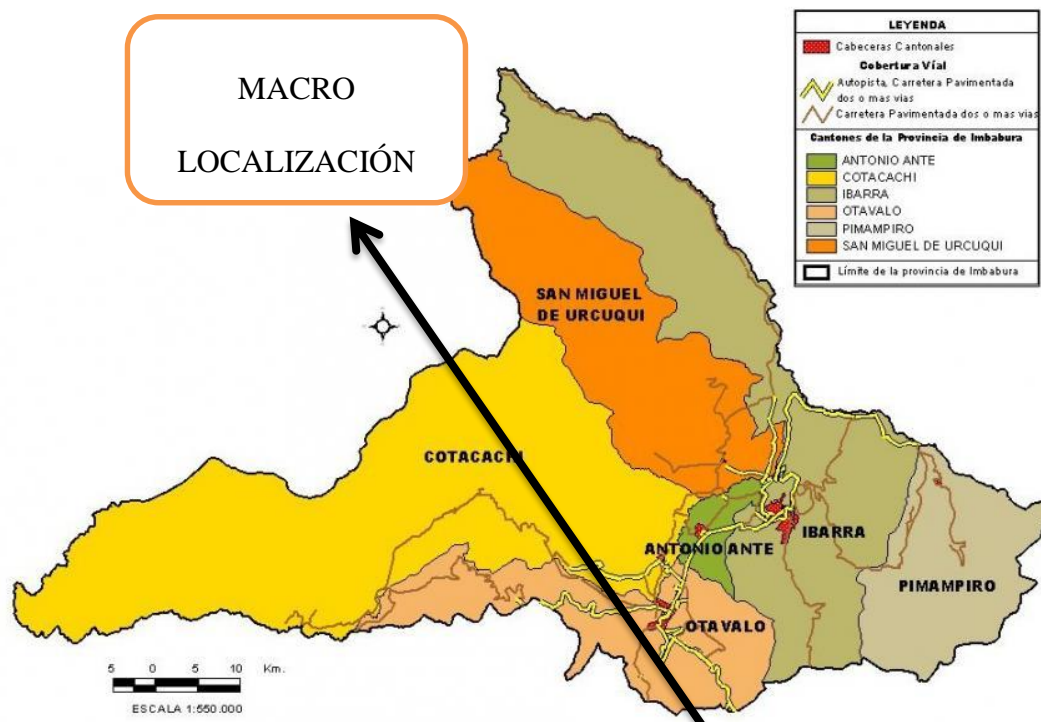 MACRO
LOCALIZACIÓN
LEYENDA
Cabeceras Cantonales
Cobertura Víal
Autopista, Carretera Pavimentada
dos o mas vias
Carretera Pavimentada dos o mas vias
Cantones de la Provincia de Imbabura
ANTONIO ANTE
COTACACHI
IBARRA
OTAVALO
PIMAMPIRO
SAN MIGUEL DE URCUQUI
Límite de la provincia de Imbabura
SAN MIGUEL
DE URCUQUI
COTACACHI
ANTONIO ANTE
IBARRA
PIMAMPIRO
OTAVALO
5 0 5 10 Km.
ESCALA 1:550.000